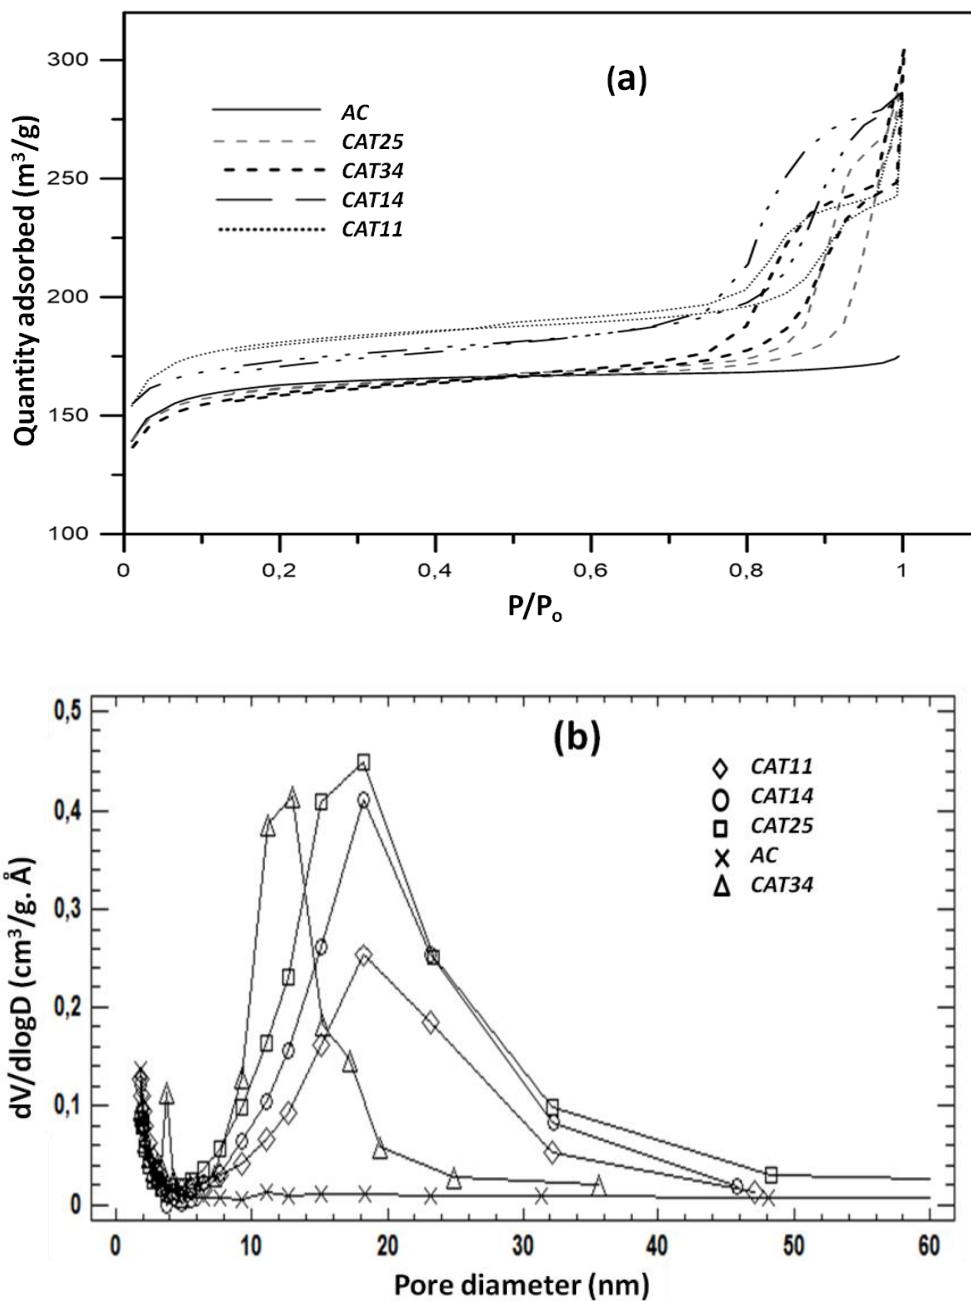 (a)
300
250
200
150
100
Quantity adsorbed (m³/g)
AC
CAT25
CAT34
CAT14
CAT11
0
0,2
0,4
0,6
0,8
1
P/Pₒ
(b)
0,5
0,4
0,3
0,2
0,1
0
dV/dlogD (cm³/g. Å)
CAT11
CAT14
CAT25
AC
CAT34
0
10
20
30
40
50
60
Pore diameter (nm)